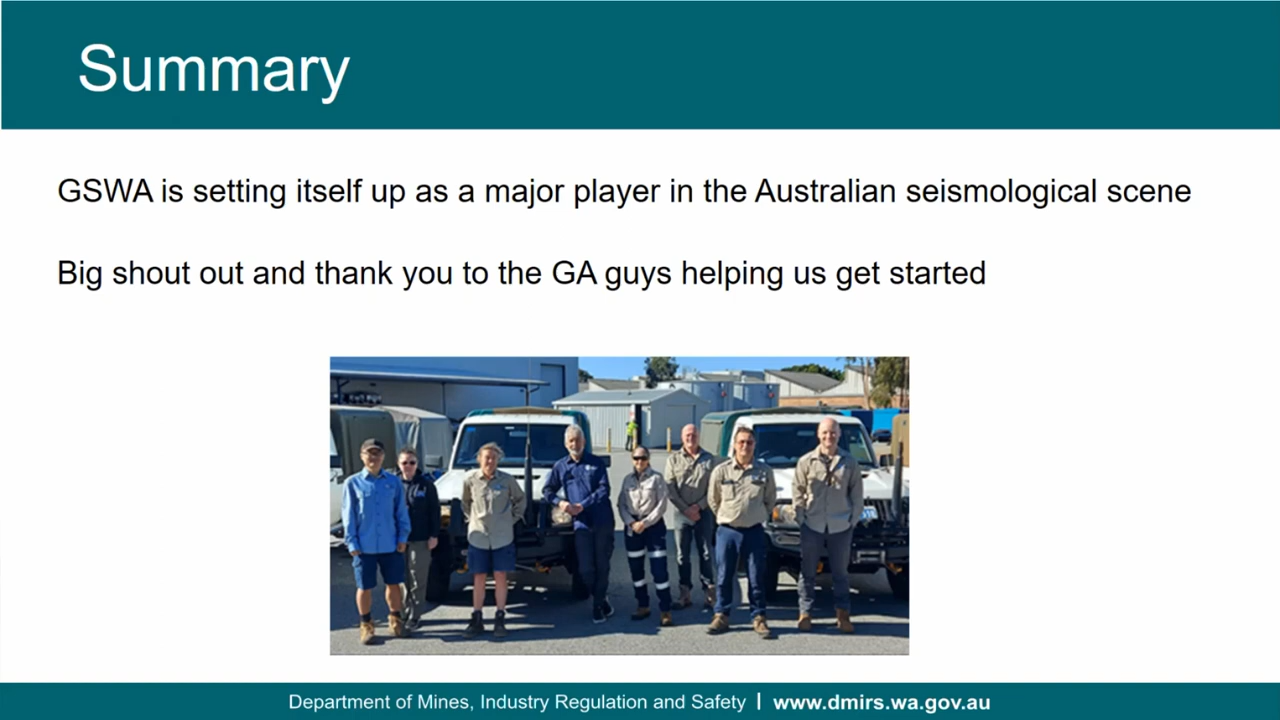 Summary
GSWA is setting itself up as a major player in the Australian seismological scene
Big shout out and thank you to the GA guys helping us get started
Department of Mines, Industry Regulation and Safety | www.dmirs.wa.gov.au